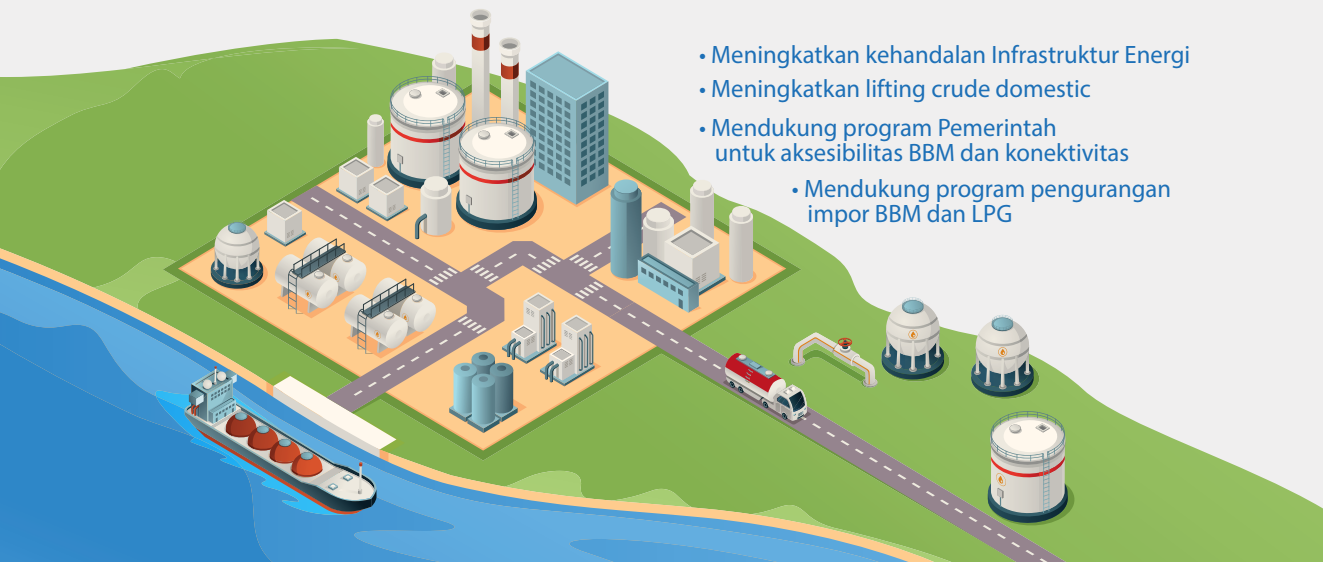 • Meningkatkan kehandalan Infrastruktur Energi
• Meningkatkan lifting crude domestic
• Mendukung program Pemerintah
untuk aksesibilitas BBM dan konektivitas
• Mendukung program pengurangan
impor BBM dan LPG